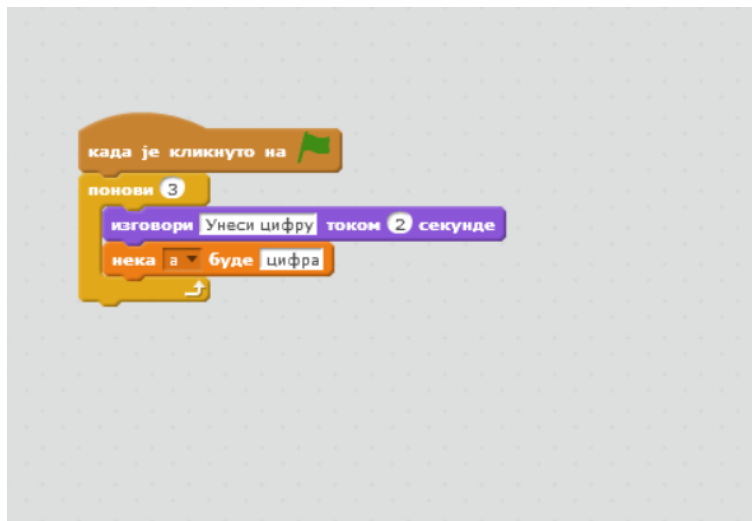 када је кликнуто на
понови 3
изговори Унеси цифру током 2 секунде
нека a буде цифра